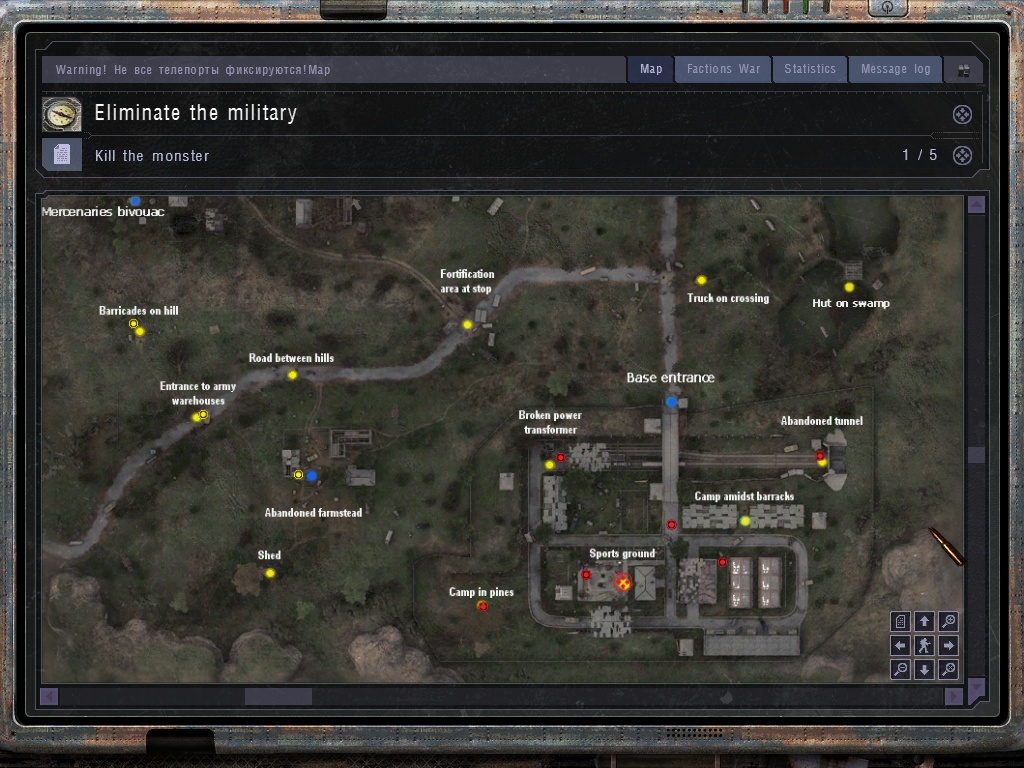 Warning! Не все телепорты фиксируются!Map
Map
Factions War
Statistics
Message log
Eliminate the military
Kill the monster
1 / 5
Mercenaries bivouac
Fortification
area at stop
Truck on crossing
Hut on swamp
Barricades on hill
Road between hills
Entrance to army
warehouses
Base entrance
Broken power
transformer
Abandoned tunnel
Camp amidst barracks
Abandoned farmstead
Sports ground
Shed
Camp in pines